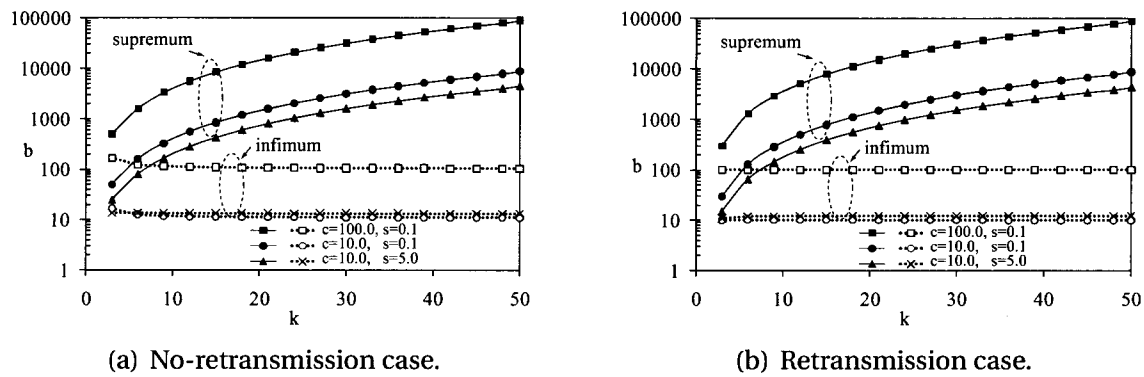 100000
10000
1000
b
100
10
1
supremum
infimum
c=100.0, s=0.1
c=10.0, s=0.1
c=10.0, s=5.0
0
10
20
30
40
50
k
(a) No-retransmission case.
100000
10000
1000
b
100
10
1
supremum
infimum
c=100.0, s=0.1
c=10.0, s=0.1
c=10.0, s=5.0
0
10
20
30
40
50
k
(b) Retransmission case.